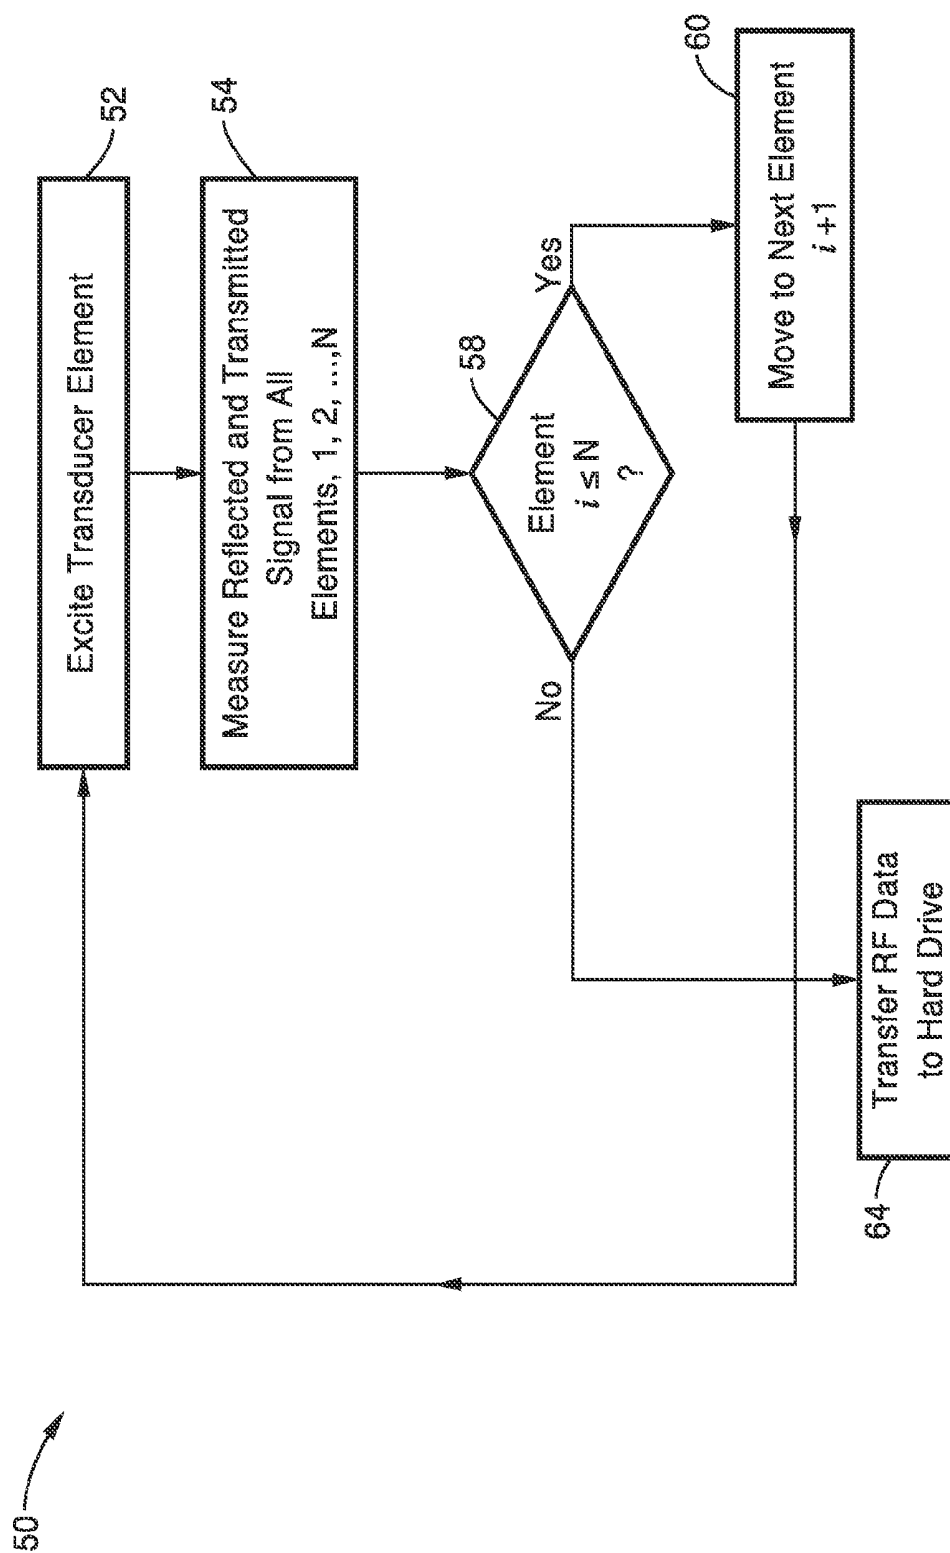 50
Excite Transducer Element
52
Measure Reflected and Transmitted
Signal from All
Elements, 1, 2, ...,N
54
58
Element
i ≤ N
?
No
Yes
60
Move to Next Element
i +1
64
Transfer RF Data
to Hard Drive